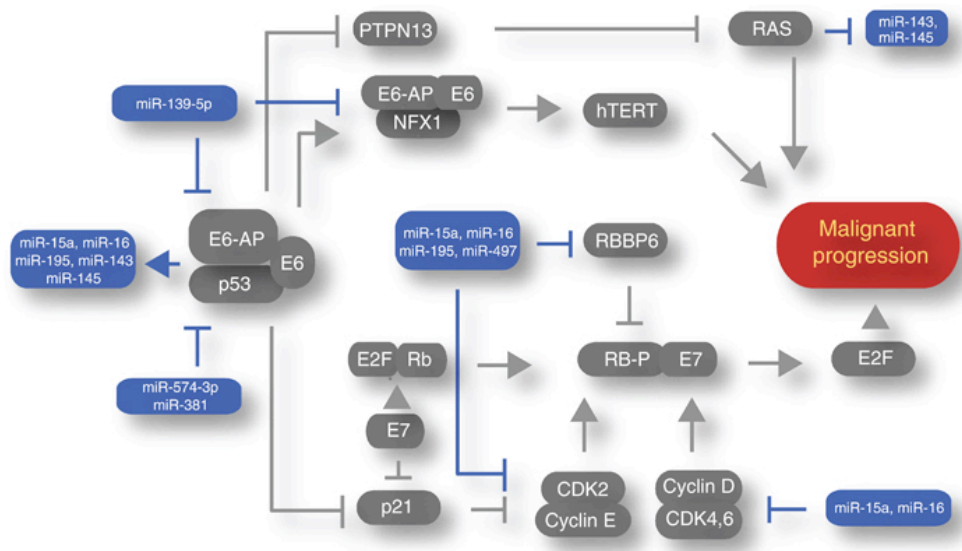 PTPN13
RAS
miR-143,
miR-145
miR-139-5p
E6-AP
E6
NFX1
hTERT
miR-15a, miR-16
miR-195, miR-143
miR-145
E6-AP
E6
p53
miR-15a, miR-16
miR-195, miR-497
RBBP6
Malignant
progression
miR-574-3p
miR-381
E2F
Rb
RB-P
E7
E2F
E7
p21
CDK2
Cyclin E
Cyclin D
CDK4,6
miR-15a, miR-16